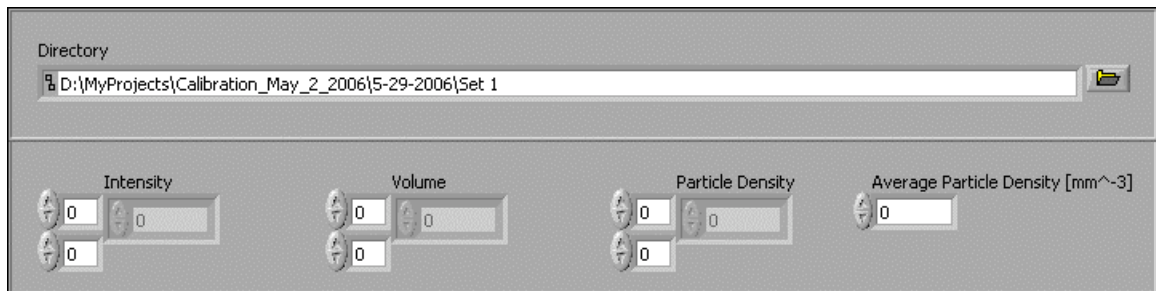 Directory
D:\MyProjects\Calibration_May_2_2006\5-29-2006\Set 1
Intensity Volume Particle Density Average Particle Density [mm^-3]
0 0 0 0 0 0 0
0 0 0